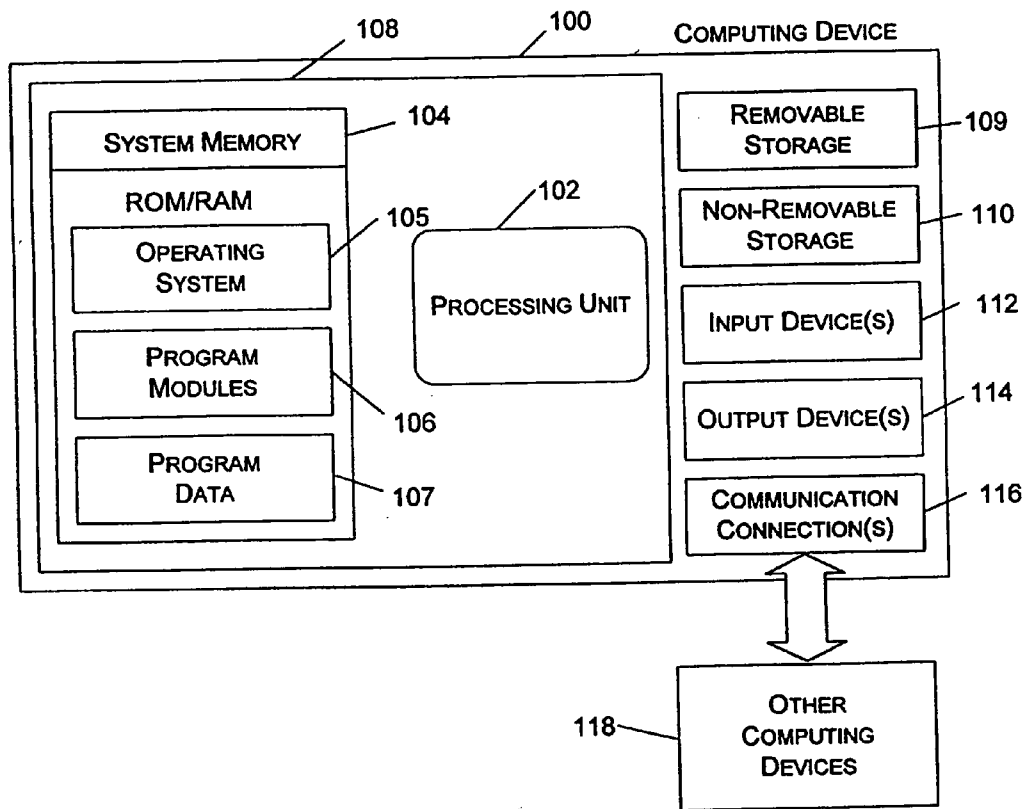 108
100
COMPUTING DEVICE
SYSTEM MEMORY
104
ROM/RAM
105
OPERATING
SYSTEM
PROGRAM
MODULES
106
PROGRAM
DATA
107
102
PROCESSING UNIT
REMOVABLE
STORAGE
109
NON-REMOVABLE
STORAGE
110
INPUT DEVICE(S)
112
OUTPUT DEVICE(S)
114
COMMUNICATION
CONNECTION(S)
116
118
OTHER
COMPUTING
DEVICES